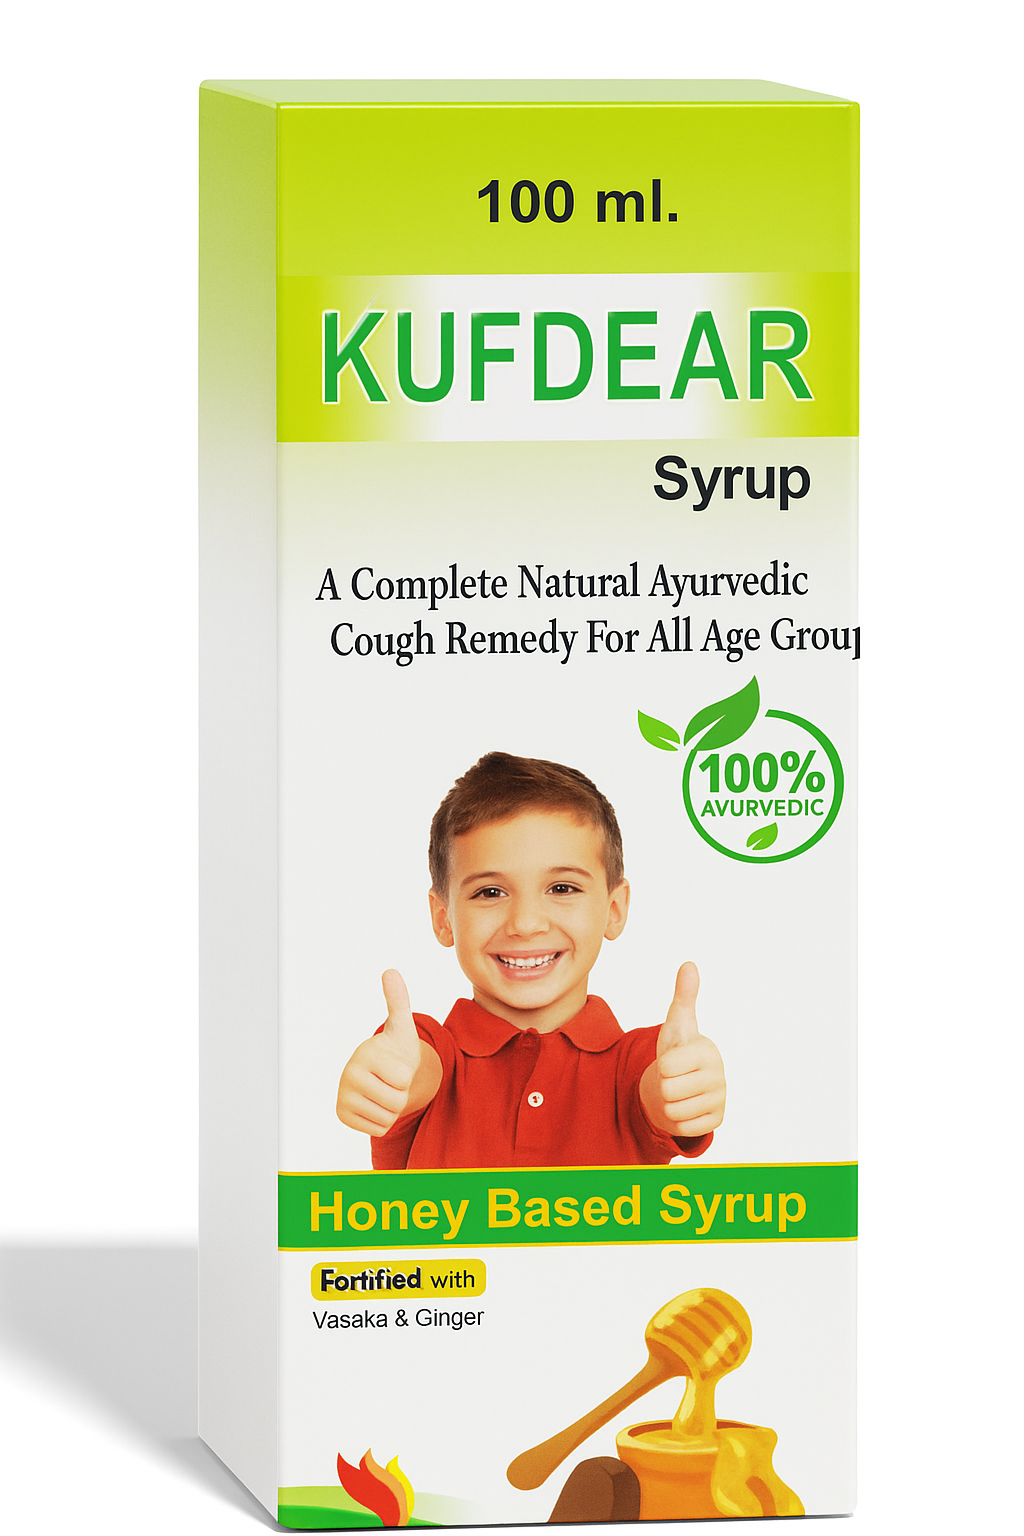 100 ml.
KUFDEAR
Syrup
A Complete Natural Ayurvedic
Cough Remedy For All Age Group
100%
AVURVEDIC
Honey Based Syrup
Fortified with
Vasaka & Ginger